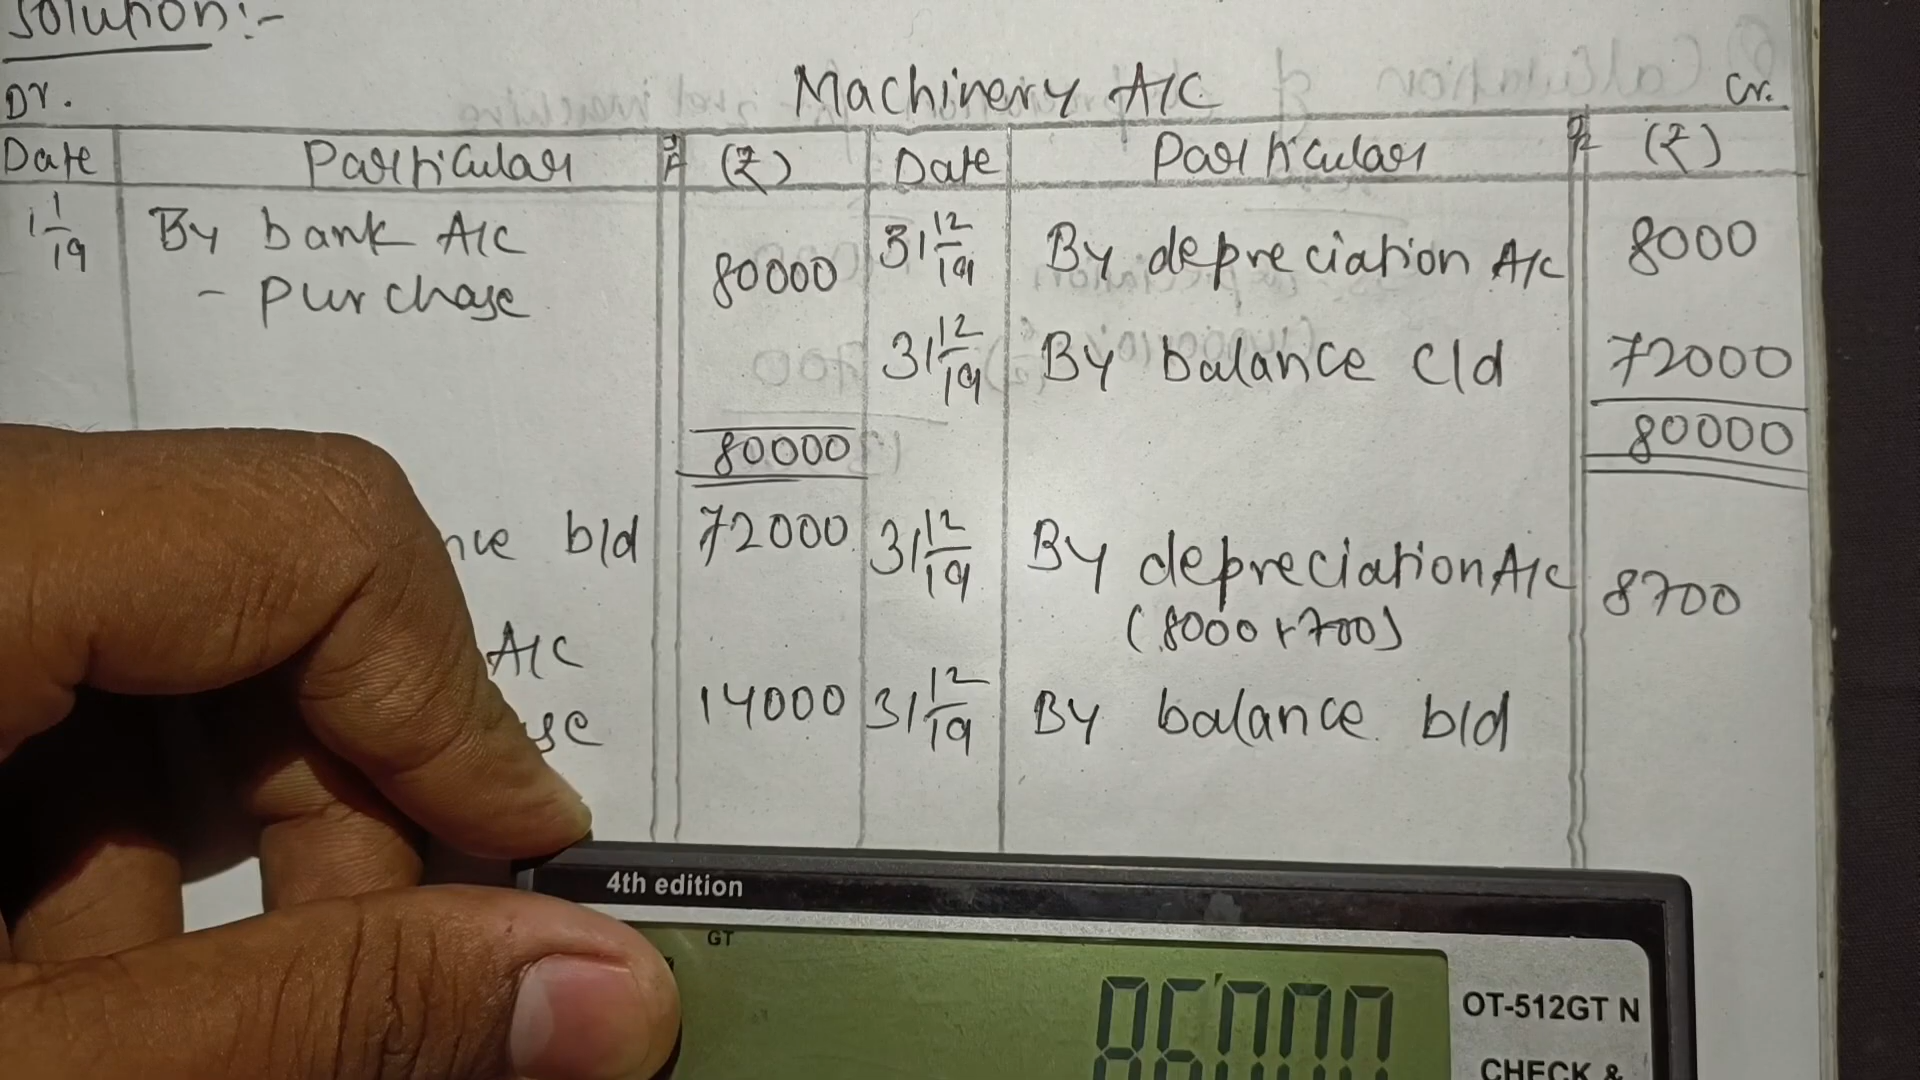 Solution:-
Dr. Machinery A/C Cr.
Date Particular (₹) Date Particular (₹)
1 1/19 By bank A/C 80000 31 12/19 By depreciation A/C 8000
- purchase
31 12/19 By balance c/d 72000
80000 80000
b/d 72000 31 12/19 By depreciation A/C 8700
(8000+700)
A/C
14000 31 12/19 By balance b/d
4th edition
GT
86'000
OT-512GT N
CHECK &